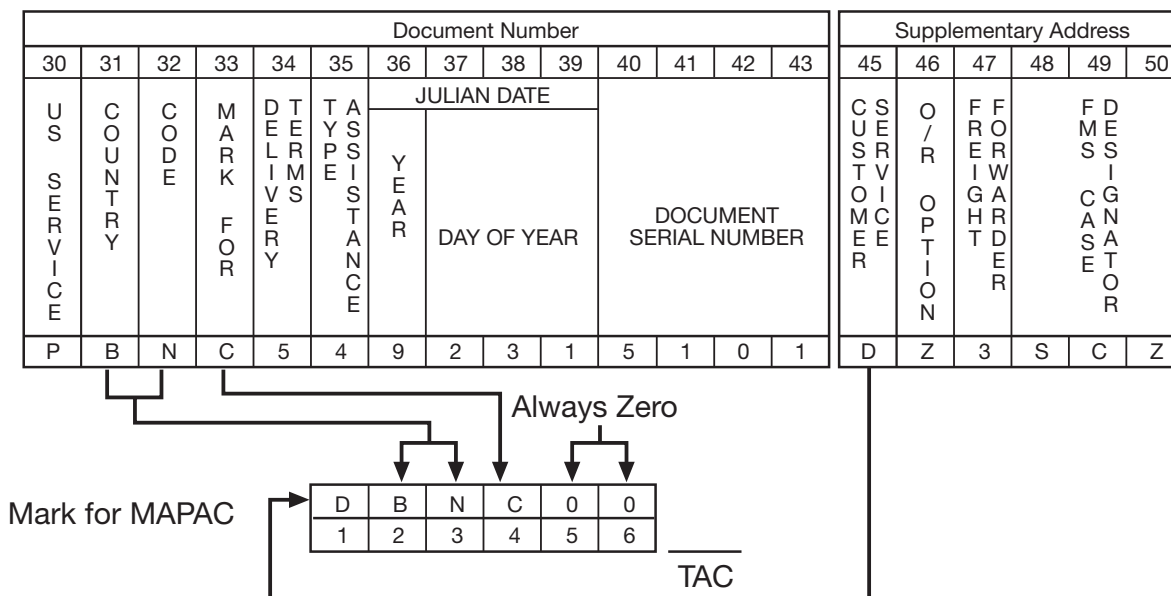 Document Number
Supplementary Address
30 31 32 33 34 35 36 37 38 39 40 41 42 43 45 46 47 48 49 50
US SERVICE
COUNTRY
CODE
MARK FOR
DELIVERY
TERMS
TYPE
ASSISTANCE
JULIAN DATE
YEAR
DAY OF YEAR
DOCUMENT
SERIAL NUMBER
CUSTOMER
SERVICE
O/R OPTION
FREIGHT
FORWARDER
FMS CASE
DESIGNATOR
P B N C 5 4 9 2 3 1 5 1 0 1 D Z 3 S C Z
Always Zero
Mark for MAPAC
D B N C 0 0
1 2 3 4 5 6
TAC